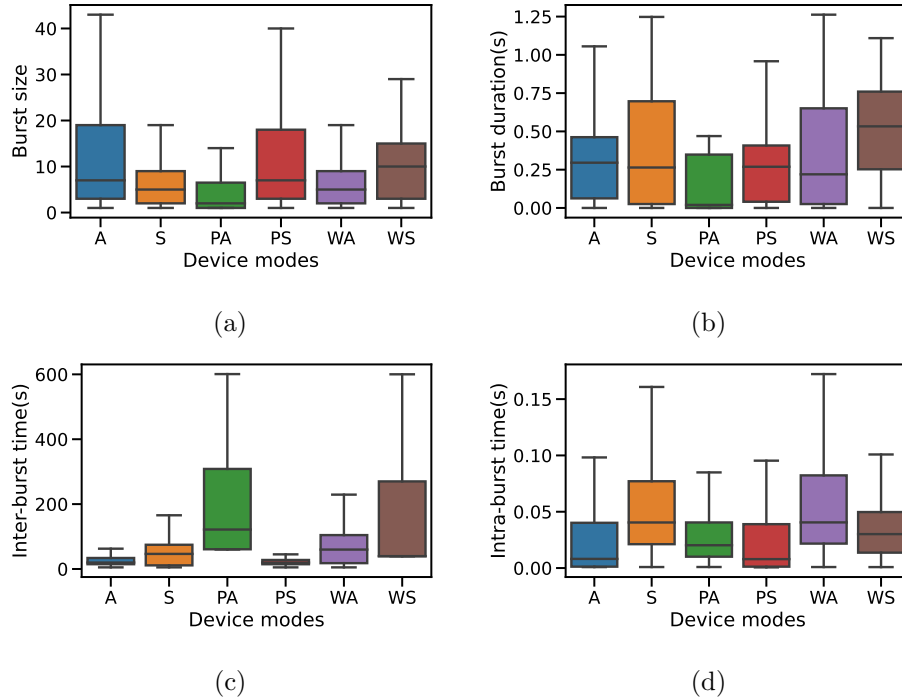 Burst size
40
30
20
10
0
A S PA PS WA WS
Device modes
(a)
Burst duration(s)
1.25
1.00
0.75
0.50
0.25
0.00
A S PA PS WA WS
Device modes
(b)
Inter-burst time(s)
600
400
200
0
A S PA PS WA WS
Device modes
(c)
Intra-burst time(s)
0.15
0.10
0.05
0.00
A S PA PS WA WS
Device modes
(d)